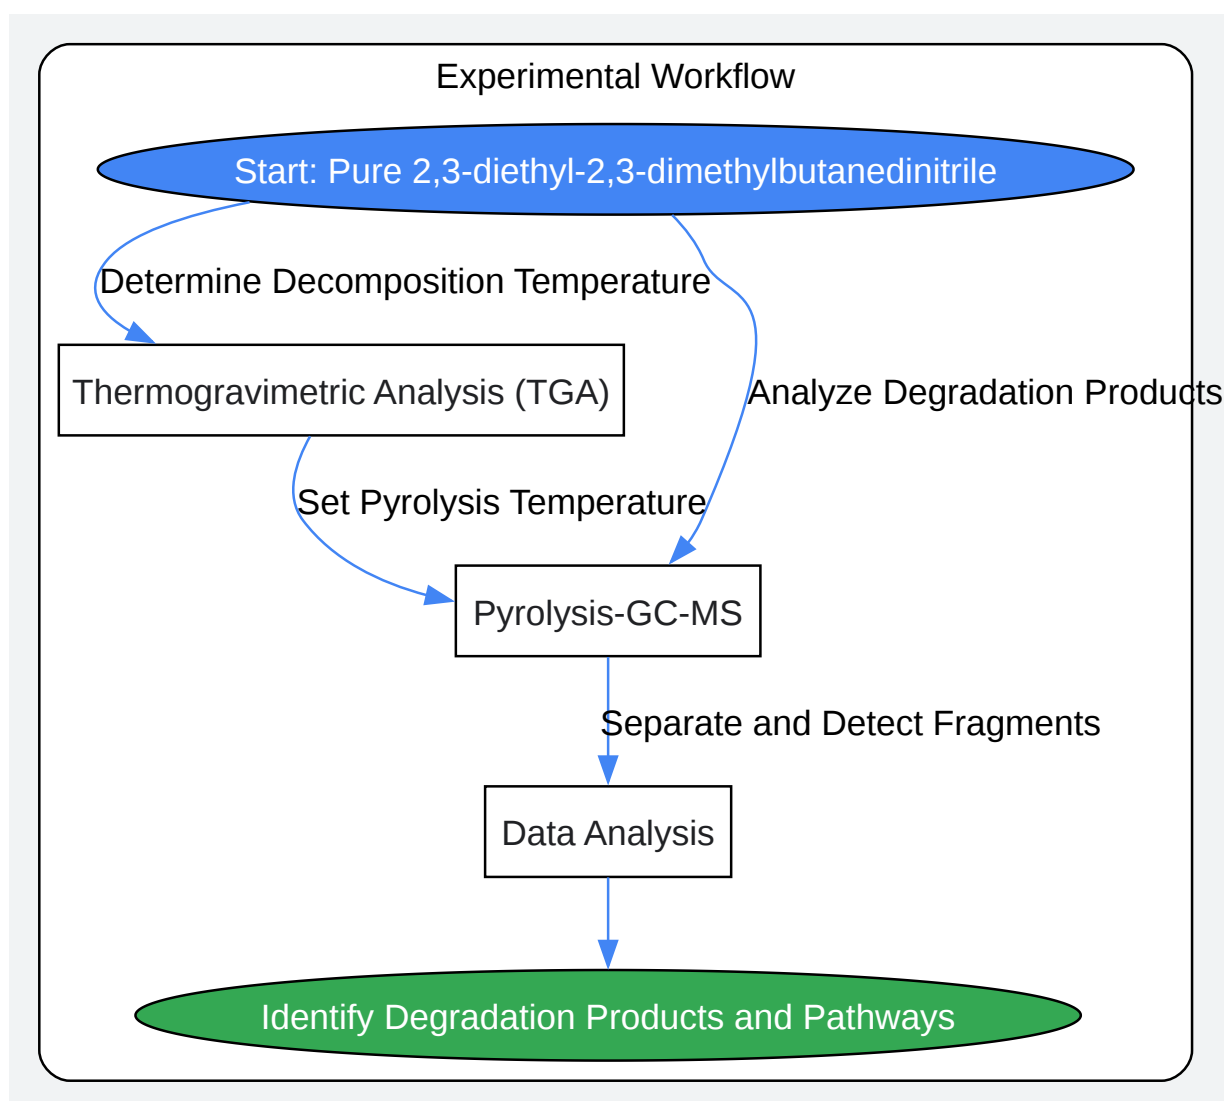 Experimental Workflow
Start: Pure 2,3-diethyl-2,3-dimethylbutanedinitrile
Determine Decomposition Temperature
Thermogravimetric Analysis (TGA)
Analyze Degradation Products
Set Pyrolysis Temperature
Pyrolysis-GC-MS
Separate and Detect Fragments
Data Analysis
Identify Degradation Products and Pathways